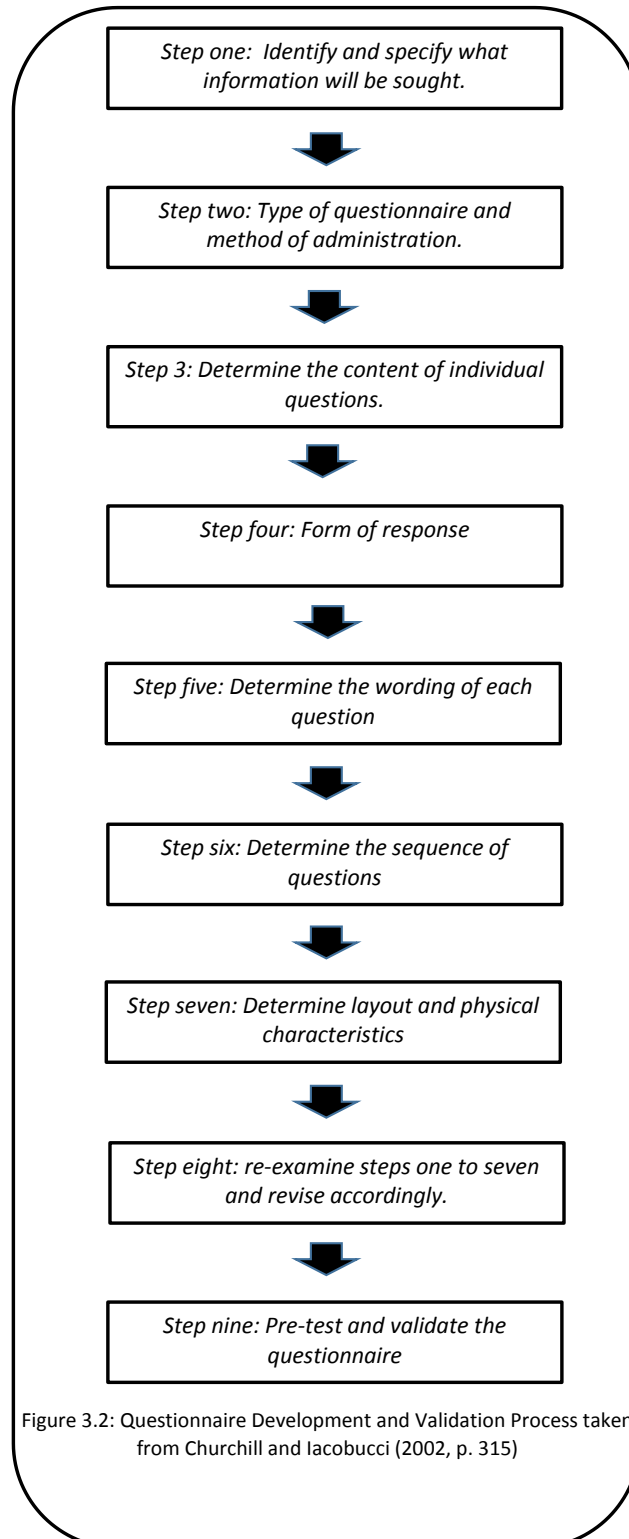 Step one:  Identify and specify what
information will be sought.
Step two: Type of questionnaire and
method of administration.
Step 3: Determine the content of individual
questions.
Step four: Form of response
Step five: Determine the wording of each
question
Step six: Determine the sequence of
questions
Step seven: Determine layout and physical
characteristics
Step eight: re-examine steps one to seven
and revise accordingly.
Step nine: Pre-test and validate the
questionnaire
Figure 3.2: Questionnaire Development and Validation Process taken
from Churchill and Iacobucci (2002, p. 315)